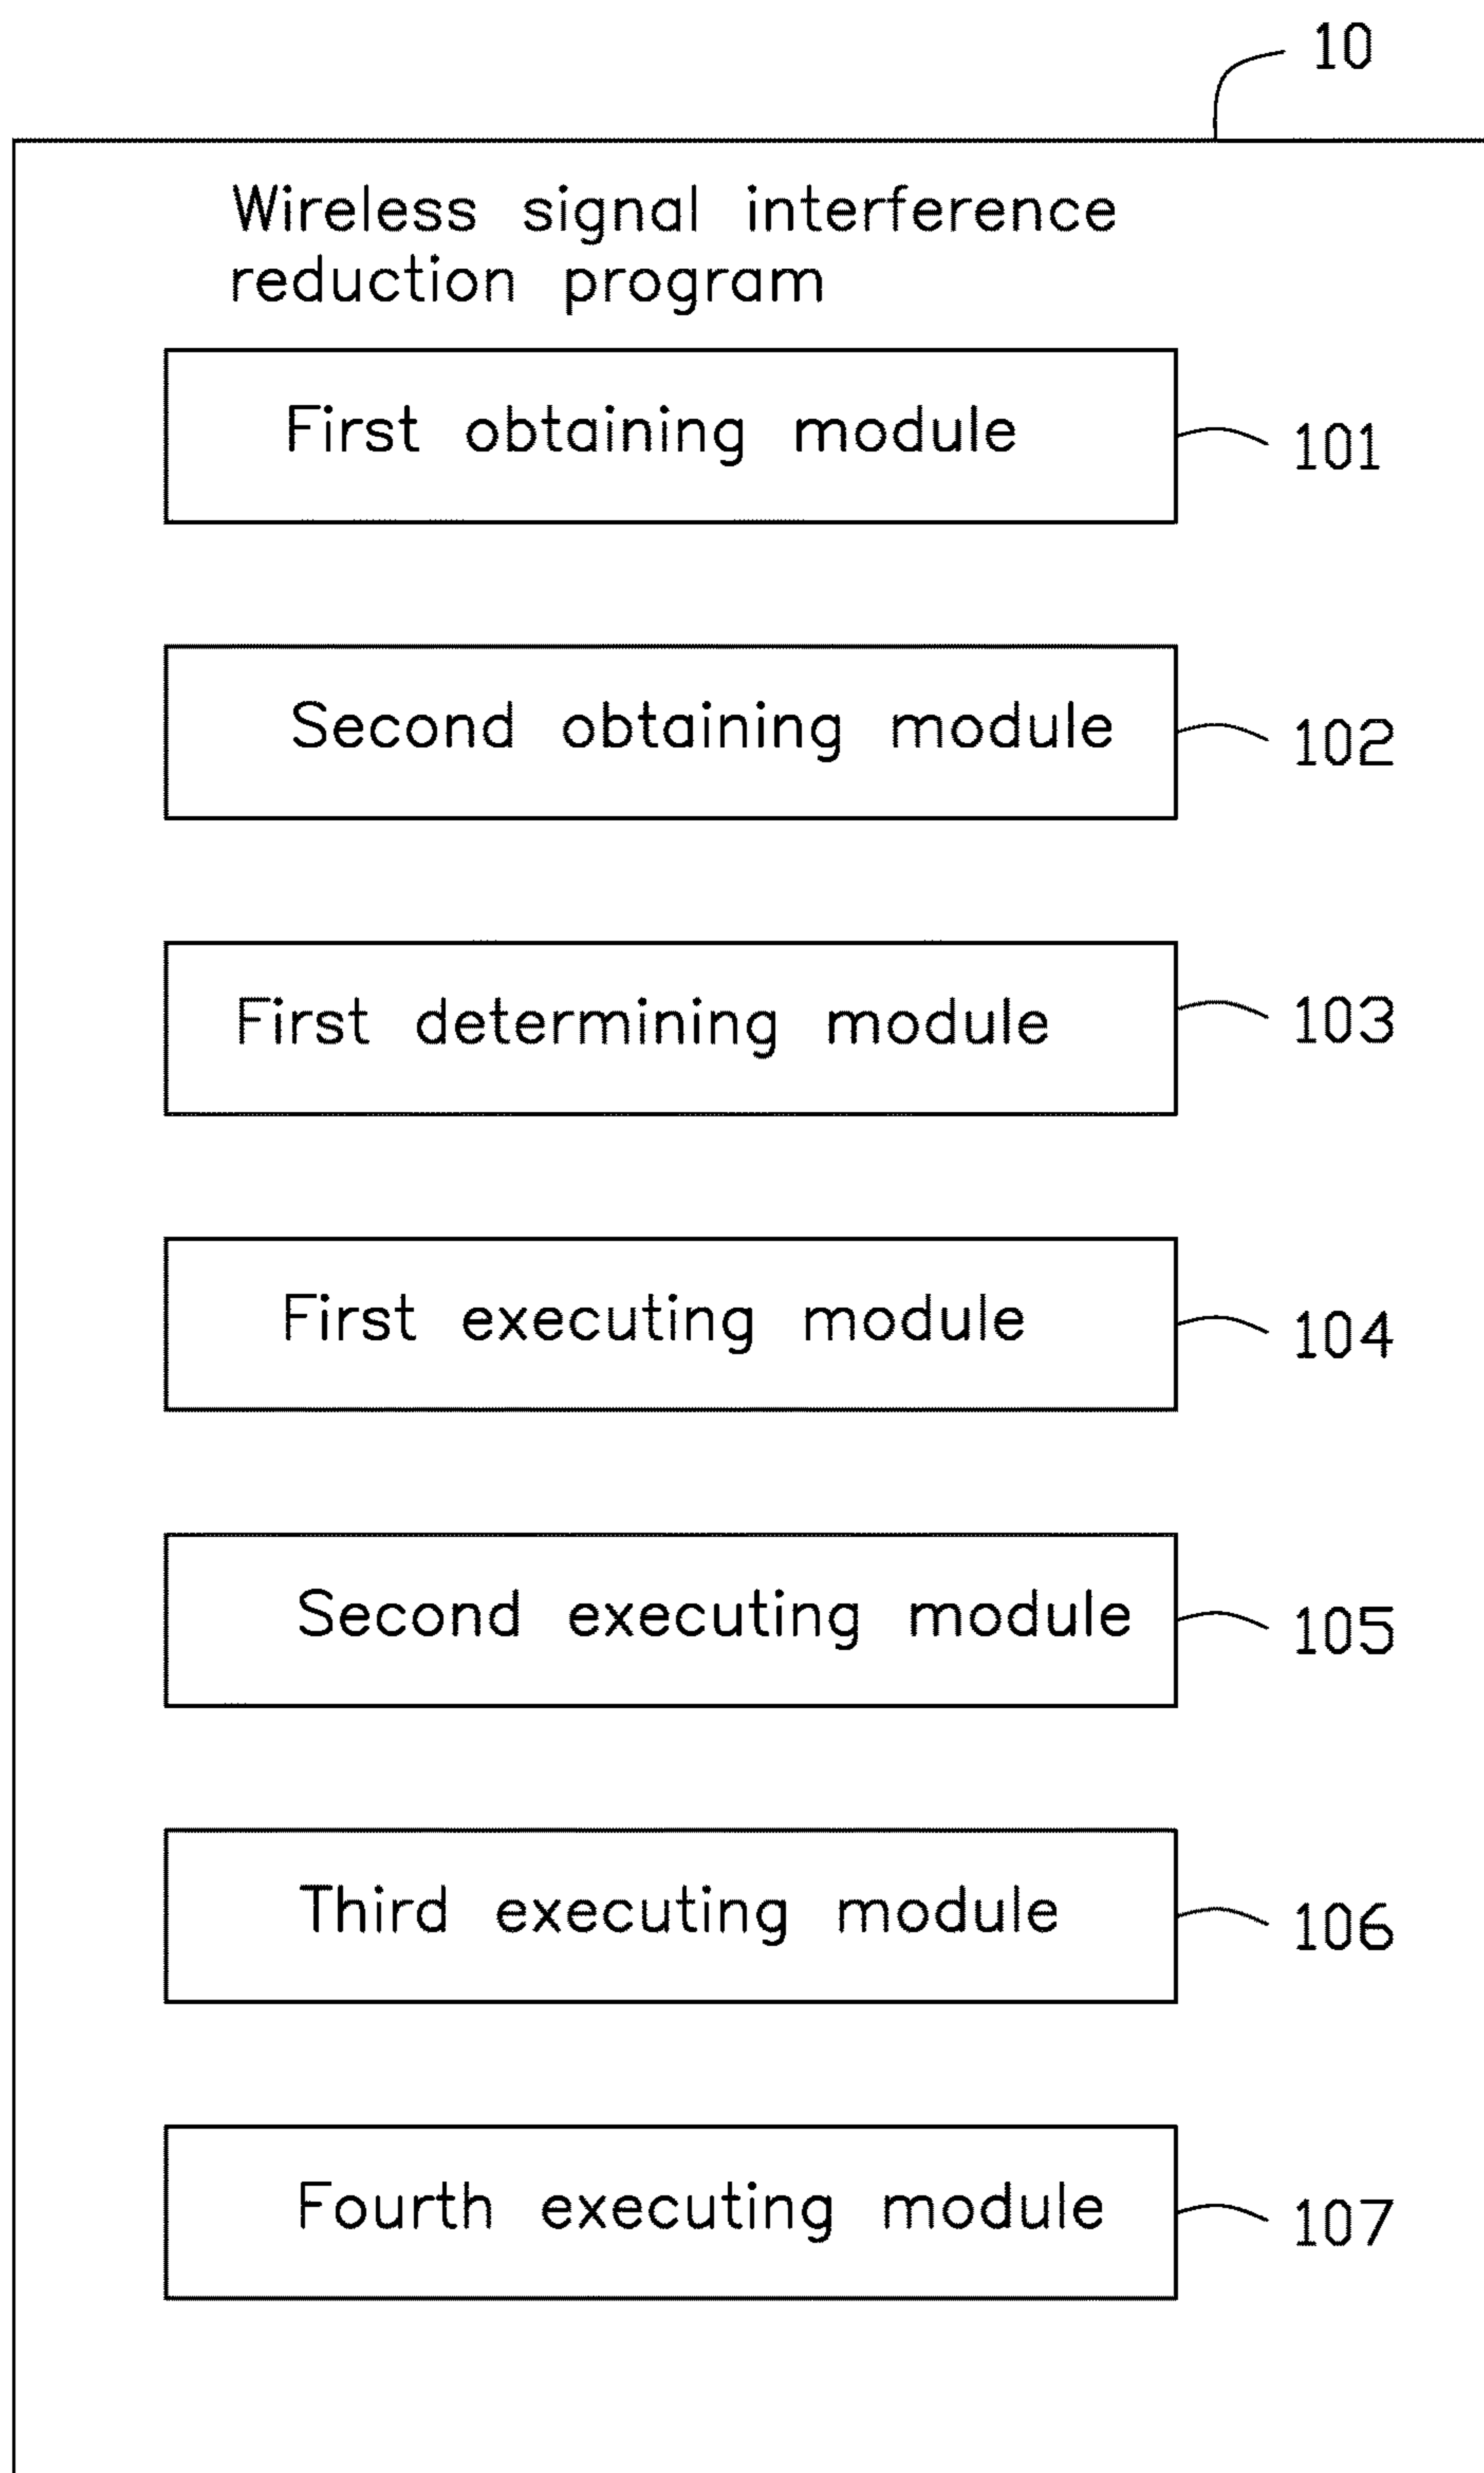 10
Wireless signal interference
reduction program
First obtaining module
101
Second obtaining module
102
First determining module
103
First executing module
104
Second executing module
105
Third executing module
106
Fourth executing module
107